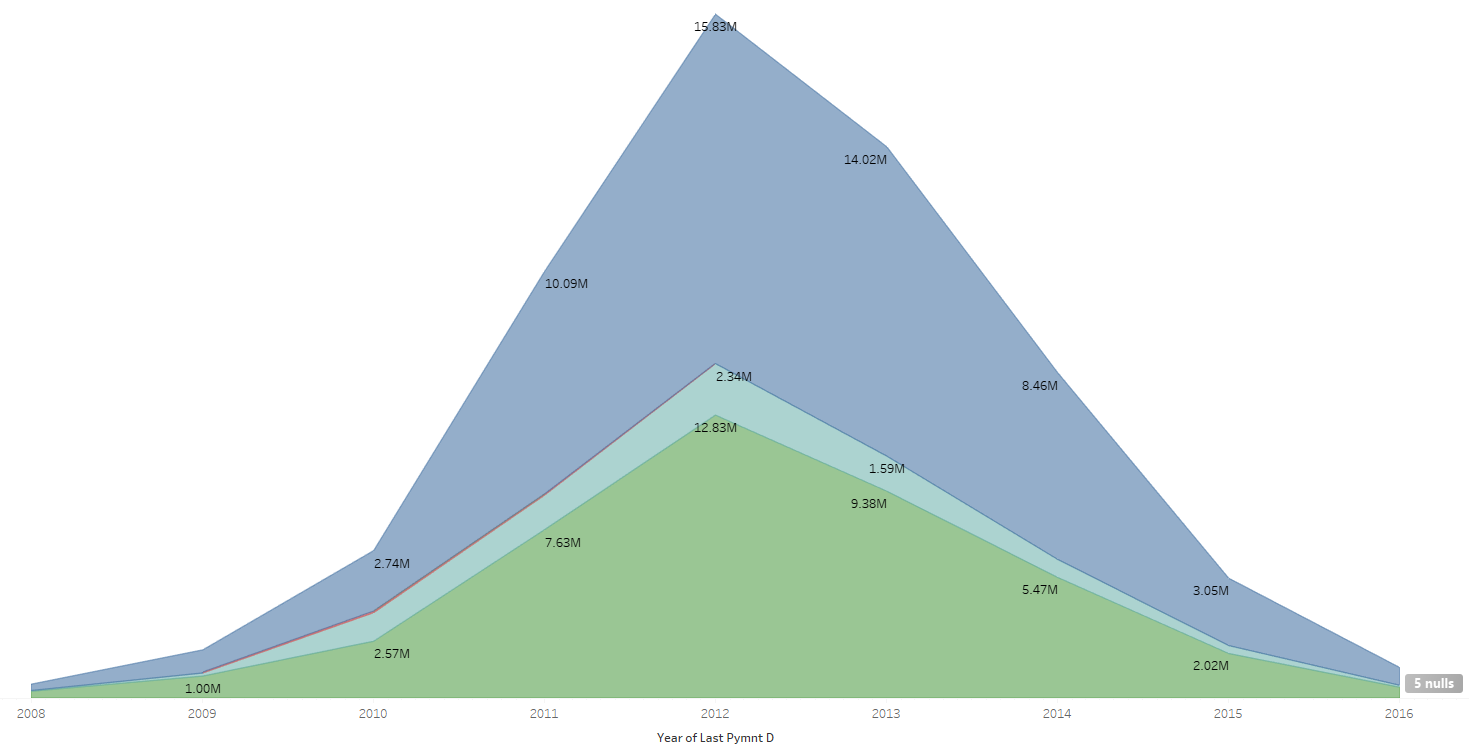 15.83M
14.02M
10.09M
2.34M
8.46M
12.83M
1.59M
9.38M
7.63M
2.74M
5.47M
3.05M
2.57M
2.02M
1.00M
5 nulls
2008 2009 2010 2011 2012 2013 2014 2015 2016
Year of Last Pymnt D